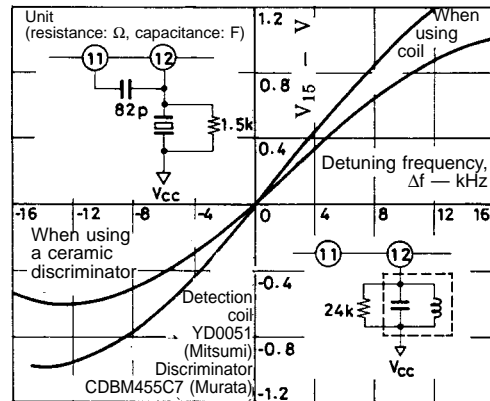 Unit
(resistance: Ω, capacitance: F)
11
12
82p
1.5k
VCC
1.2
0.8
0.4
V15 — V
When
using
coil
Detuning frequency,
Δf — kHz
-16
-12
-8
-4
0
4
8
12
16
When using
a ceramic
discriminator
-0.4
-0.8
-1.2
Detection
coil
YD0051
(Mitsumi)
Discriminator
CDBM455C7 (Murata)
11
12
24k
VCC